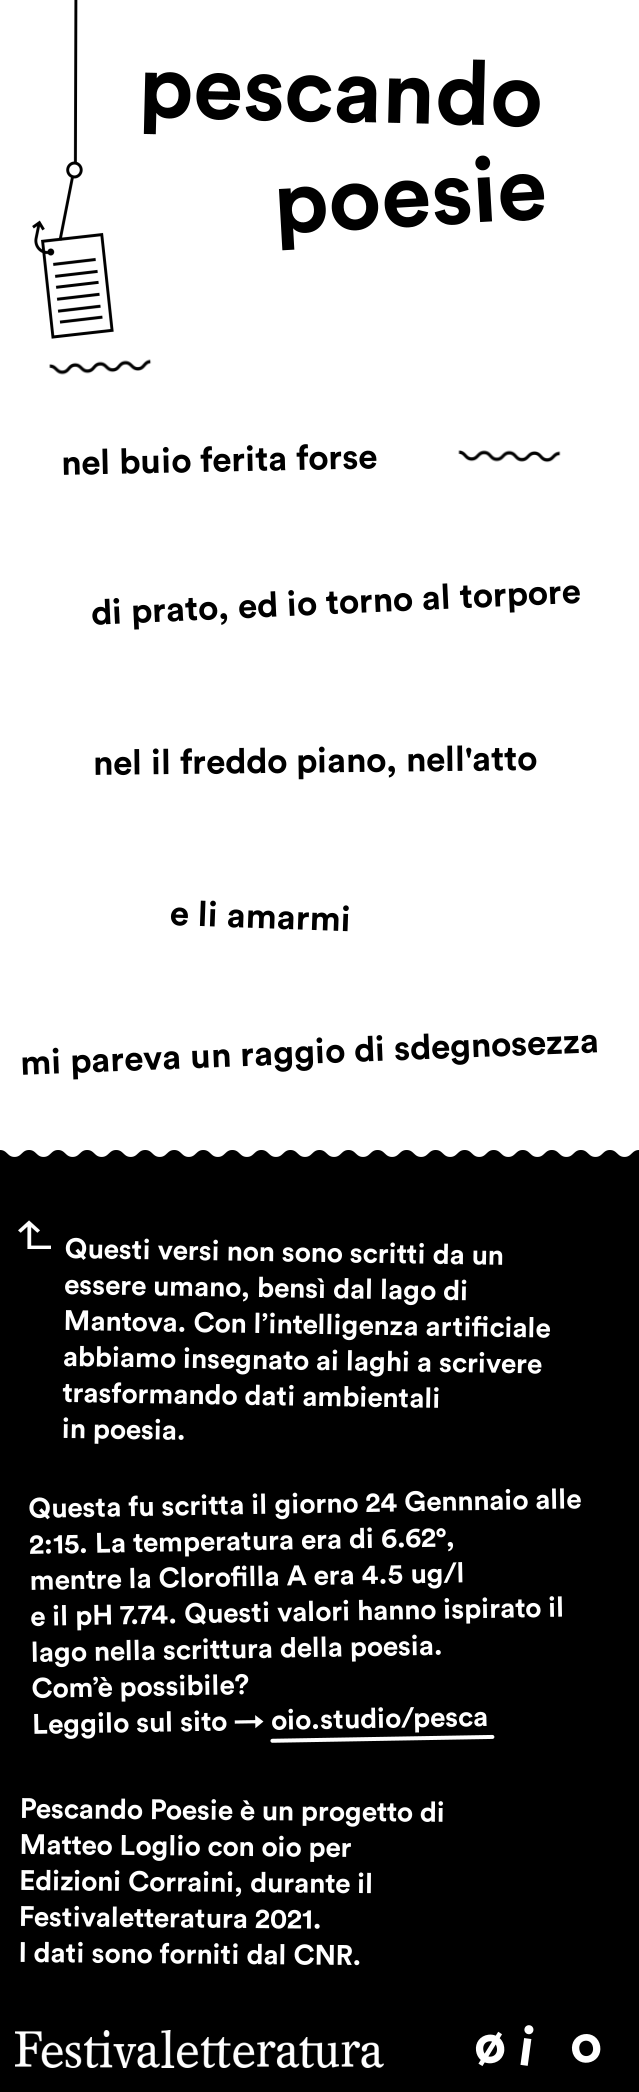 pescando
poesie
nel buio ferita forse
di prato, ed io torno al torpore
nel il freddo piano, nell'atto
e li amarmi
mi pareva un raggio di sdegnosezza
Questi versi non sono scritti da un
essere umano, bensì dal lago di
Mantova. Con l’intelligenza artificiale
abbiamo insegnato ai laghi a scrivere
trasformando dati ambientali
in poesia.
Questa fu scritta il giorno 24 Gennnaio alle
2:15. La temperatura era di 6.62°,
mentre la Clorofilla A era 4.5 ug/l
e il pH 7.74. Questi valori hanno ispirato il
lago nella scrittura della poesia.
Com’è possibile?
Leggilo sul sito → oio.studio/pesca
Pescando Poesie è un progetto di
Matteo Loglio con oio per
Edizioni Corraini, durante il
Festivaletteratura 2021.
I dati sono forniti dal CNR.
Festivaletteratura øi o